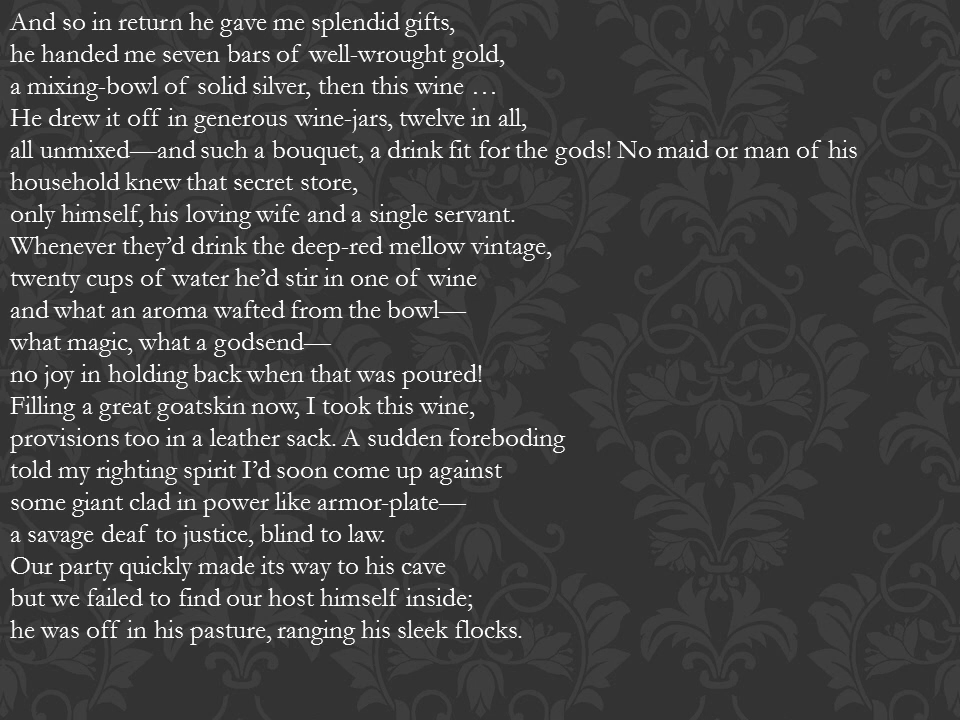 And so in return he gave me splendid gifts,
he handed me seven bars of well-wrought gold,
a mixing-bowl of solid silver, then this wine …
He drew it off in generous wine-jars, twelve in all,
all unmixed—and such a bouquet, a drink fit for the gods! No maid or man of his
household knew that secret store,
only himself, his loving wife and a single servant.
Whenever they’d drink the deep-red mellow vintage,
twenty cups of water he’d stir in one of wine
and what an aroma wafted from the bowl—
what magic, what a godsend—
no joy in holding back when that was poured!
Filling a great goatskin now, I took this wine,
provisions too in a leather sack. A sudden foreboding
told my righting spirit I’d soon come up against
some giant clad in power like armor-plate—
a savage deaf to justice, blind to law.
Our party quickly made its way to his cave
but we failed to find our host himself inside;
he was off in his pasture, ranging his sleek flocks.